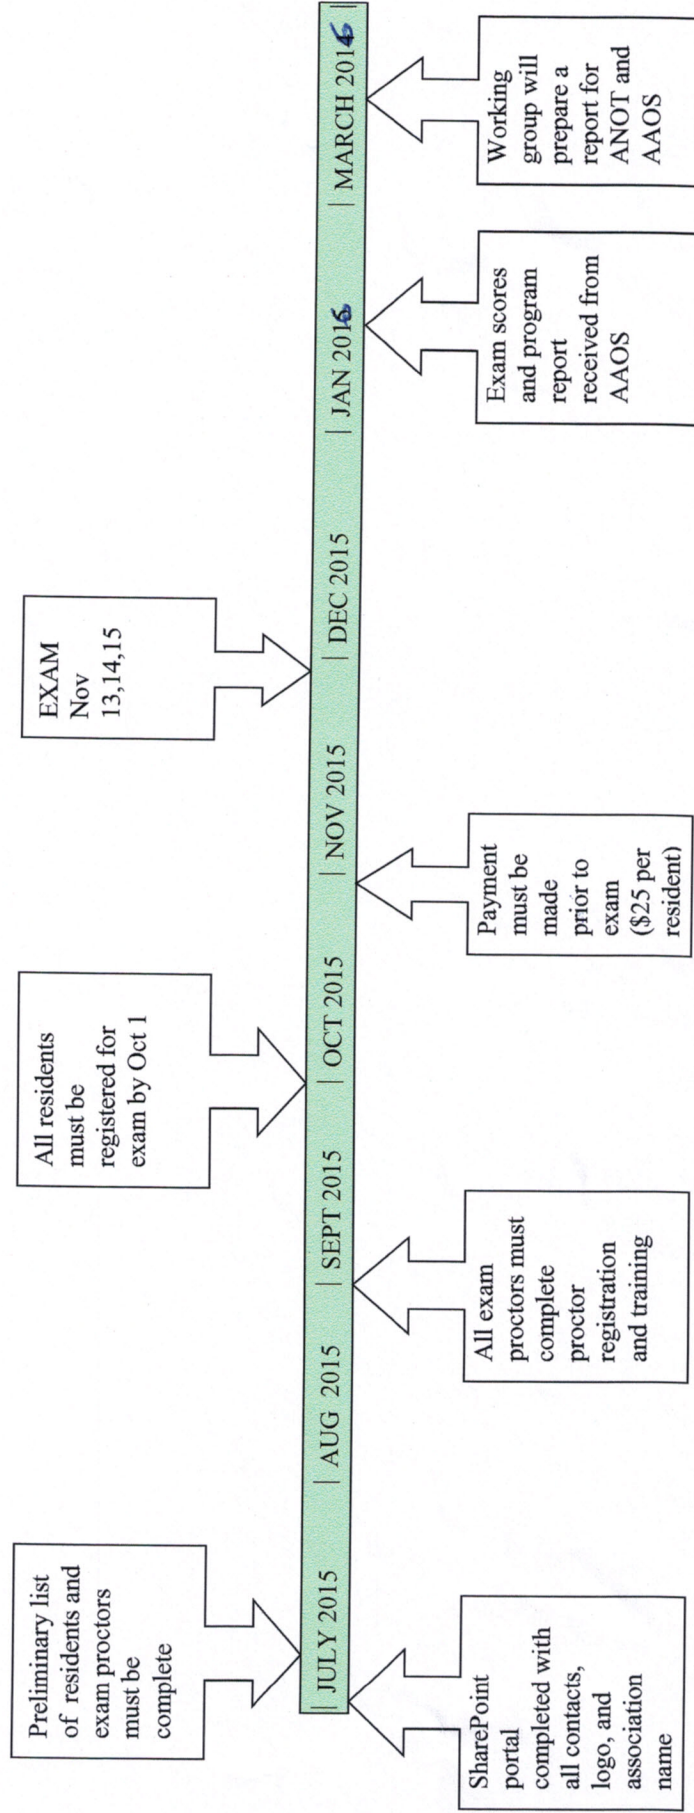 Preliminary list
of residents and
exam proctors
must be
complete
All residents
must be
registered for
exam by Oct 1
EXAM
Nov
13,14,15
| JULY 2015 | AUG 2015 | SEPT 2015 | OCT 2015 | NOV 2015 | DEC 2015 | JAN 2016 | MARCH 2016 |
SharePoint
portal
completed with
all contacts,
logo, and
association
name
All exam
proctors must
complete
proctor
registration
and training
Payment
must be
made
prior to
exam
($25 per
resident)
Exam scores
and program
report
received from
AAOS
Working
group will
prepare a
report for
ANOT and
AAOS